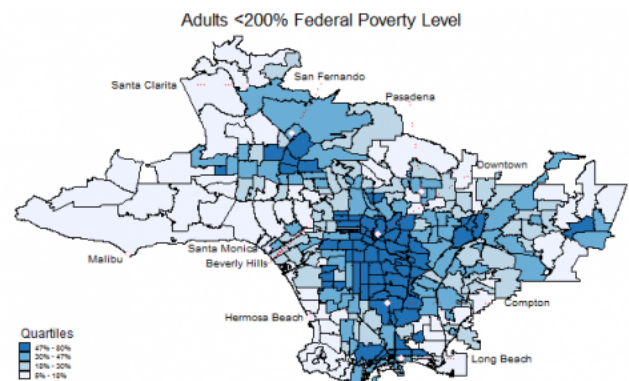 Adults <200% Federal Poverty Level
Santa Clarita
San Fernando
Pasadena
Downtown
Santa Monica
Beverly Hills
Malibu
Compton
Hermosa Beach
Long Beach
Quartiles
47% - 80%
30% - 47%
18% - 30%
5% - 18%